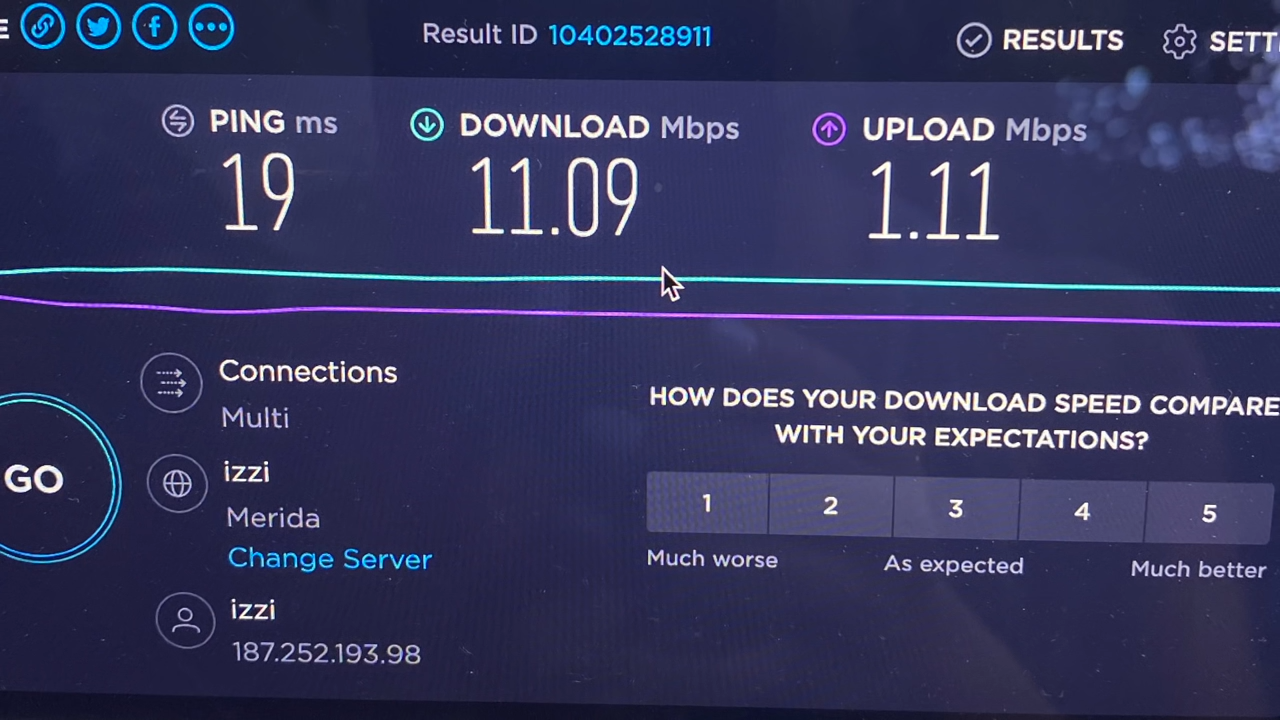 E
Result ID 10402528911
RESULTS
SETT
PING ms
DOWNLOAD Mbps
UPLOAD Mbps
19
11.09
1.11
GO
Connections
Multi
izzi
Merida
Change Server
izzi
187.252.193.98
HOW DOES YOUR DOWNLOAD SPEED COMPARE
WITH YOUR EXPECTATIONS?
1
2
3
4
5
Much worse
As expected
Much better